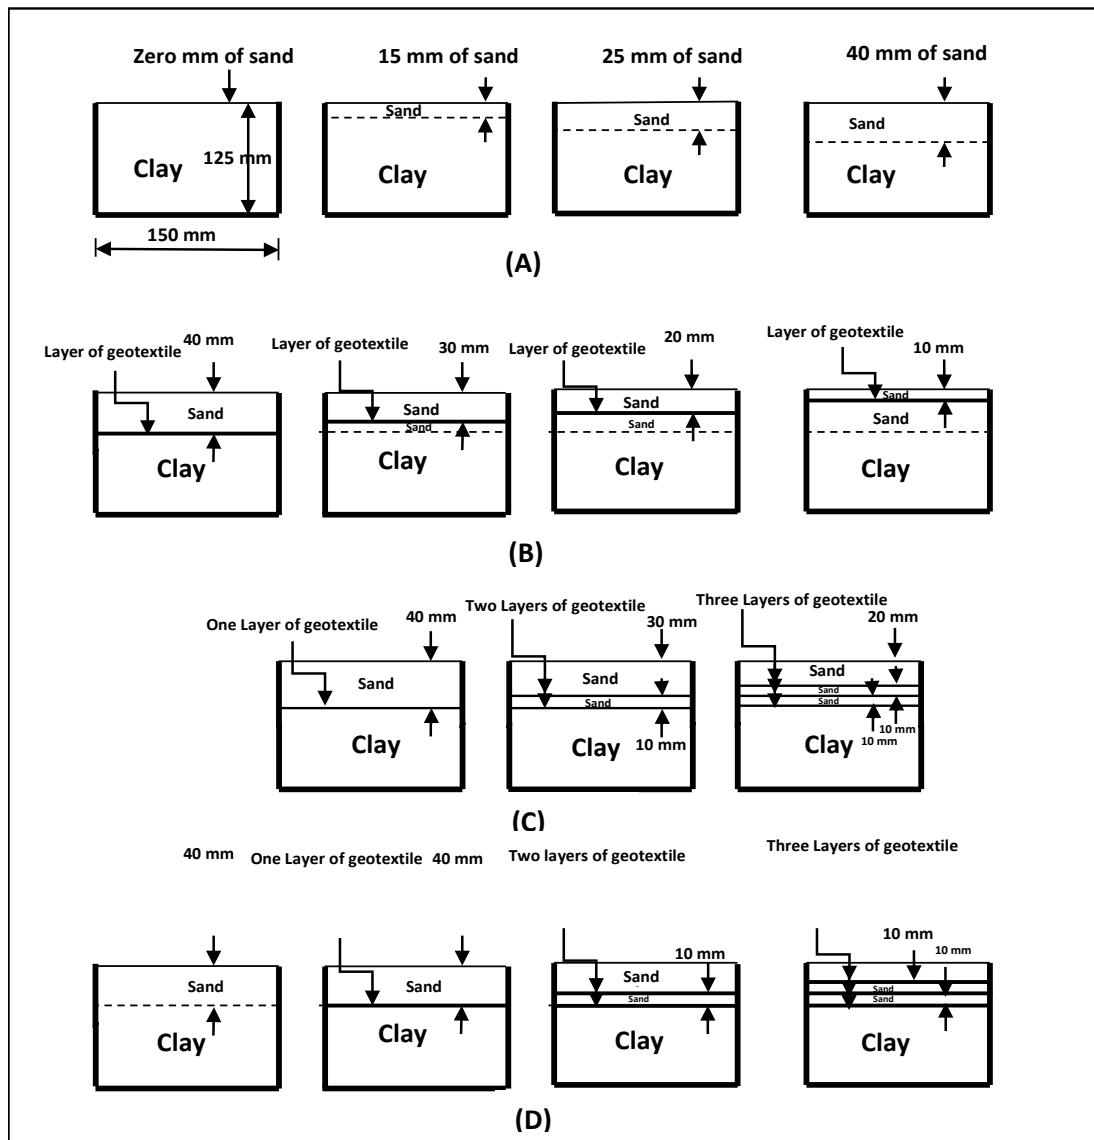 Zero mm of sand 15 mm of sand 25 mm of sand 40 mm of sand
Sand Sand Sand
Clay 125 mm Clay Clay Clay
150 mm
(A)
Layer of geotextile 40 mm Layer of geotextile 30 mm Layer of geotextile 20 mm Layer of geotextile 10 mm
Sand Sand Sand Sand
Sand Sand Sand
Clay Clay Clay Clay
(B)
One Layer of geotextile 40 mm Two Layers of geotextile 30 mm Three Layers of geotextile 20 mm
Sand Sand Sand
Sand Sand
Sand
Clay Clay 10 mm Clay 10 mm 10 mm
(C)
40 mm One Layer of geotextile 40 mm Two layers of geotextile Three Layers of geotextile
10 mm 10 mm 10 mm
Sand Sand Sand Sand
Sand Sand
Clay Clay Clay Clay
(D)